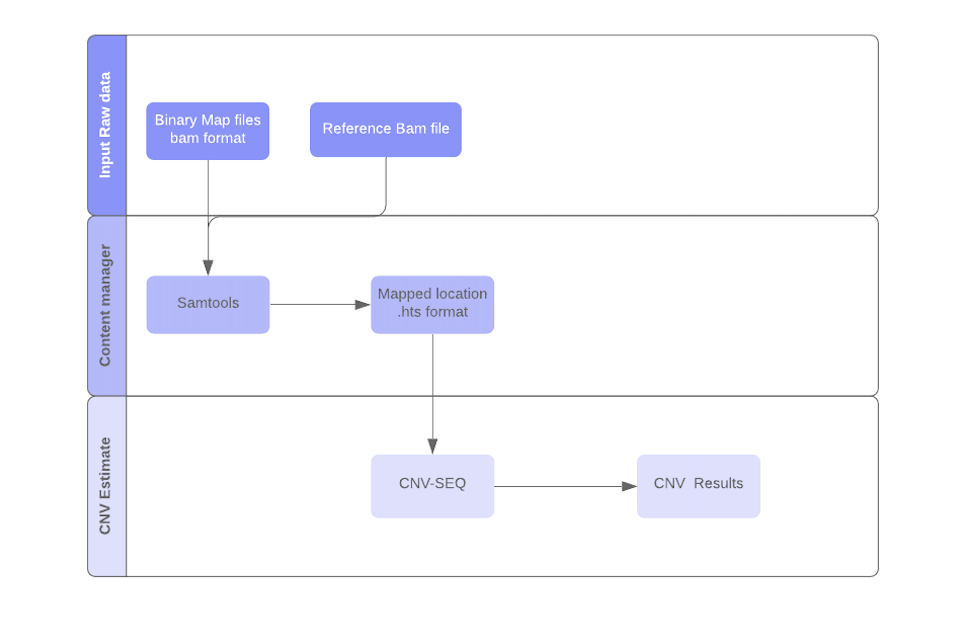 Input Raw data
Binary Map files
bam format
Reference Bam file
Content manager
Samtools
Mapped location
.hts format
CNV Estimate
CNV-SEQ
CNV  Results